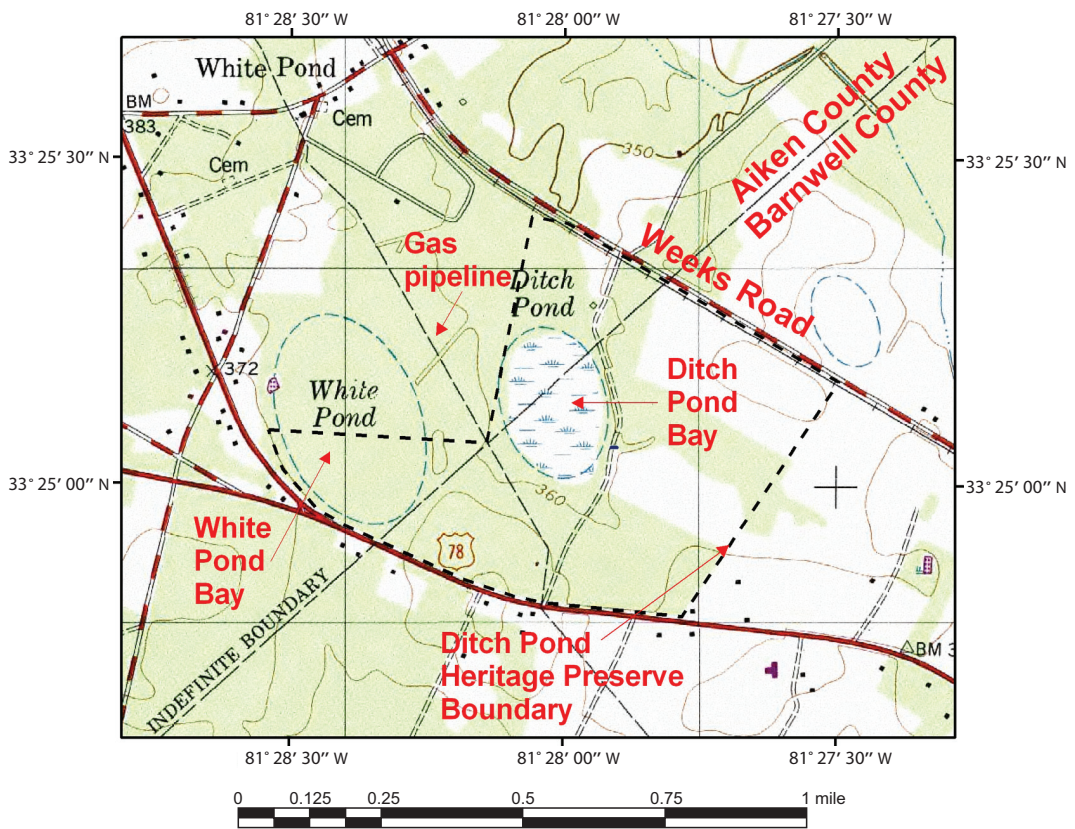 81° 28′ 30″ W
81° 28′ 00″ W
81° 27′ 30″ W
White Pond
BM
383
Cem
Cem
33° 25′ 30″ N
33° 25′ 30″ N
350
Aiken County
Barnwell County
Weeks Road
Gas
pipeline
Ditch
Pond
372
White
Pond
Ditch
Pond
Bay
33° 25′ 00″ N
33° 25′ 00″ N
360
White
Pond
Bay
78
INDEFINITE BOUNDARY
Ditch Pond
Heritage Preserve
Boundary
BM 3
81° 28′ 30″ W
81° 28′ 00″ W
81° 27′ 30″ W
0 0.125 0.25 0.5 0.75 1 mile